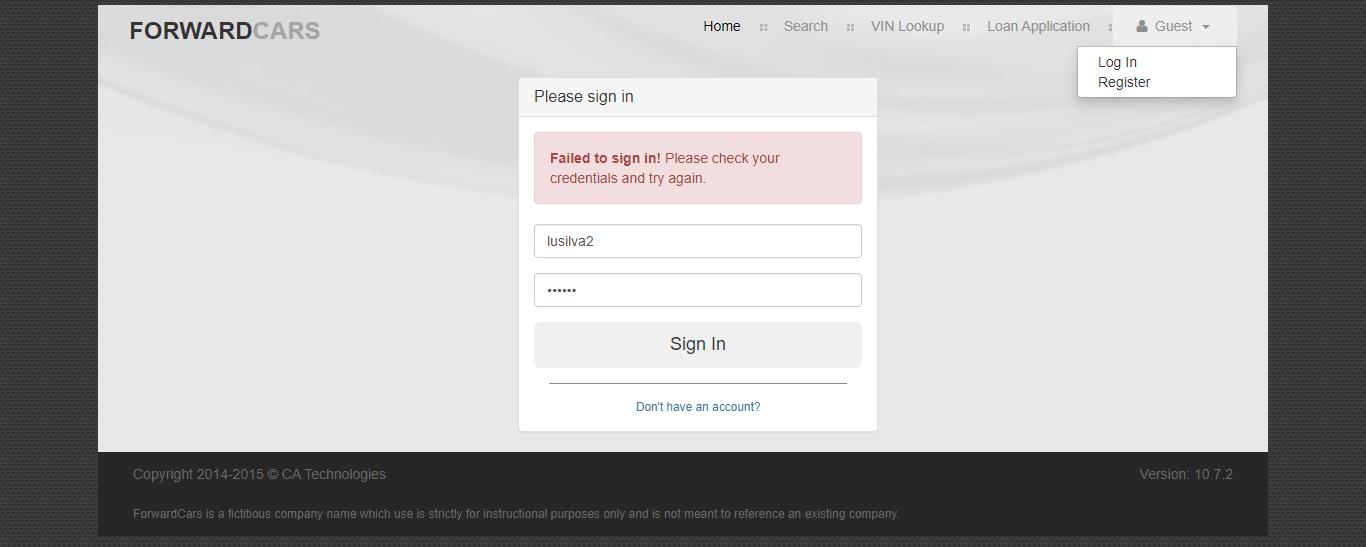 FORWARDCARS
Home Search VIN Lookup Loan Application Guest
Log In
Register
Please sign in
Failed to sign in! Please check your
credentials and try again.
lusilva2
••••••
Sign In
Don't have an account?
Copyright 2014-2015 © CA Technologies Version: 10.7.2
ForwardCars is a fictitious company name which use is strictly for instructional purposes only and is not meant to reference an existing company.